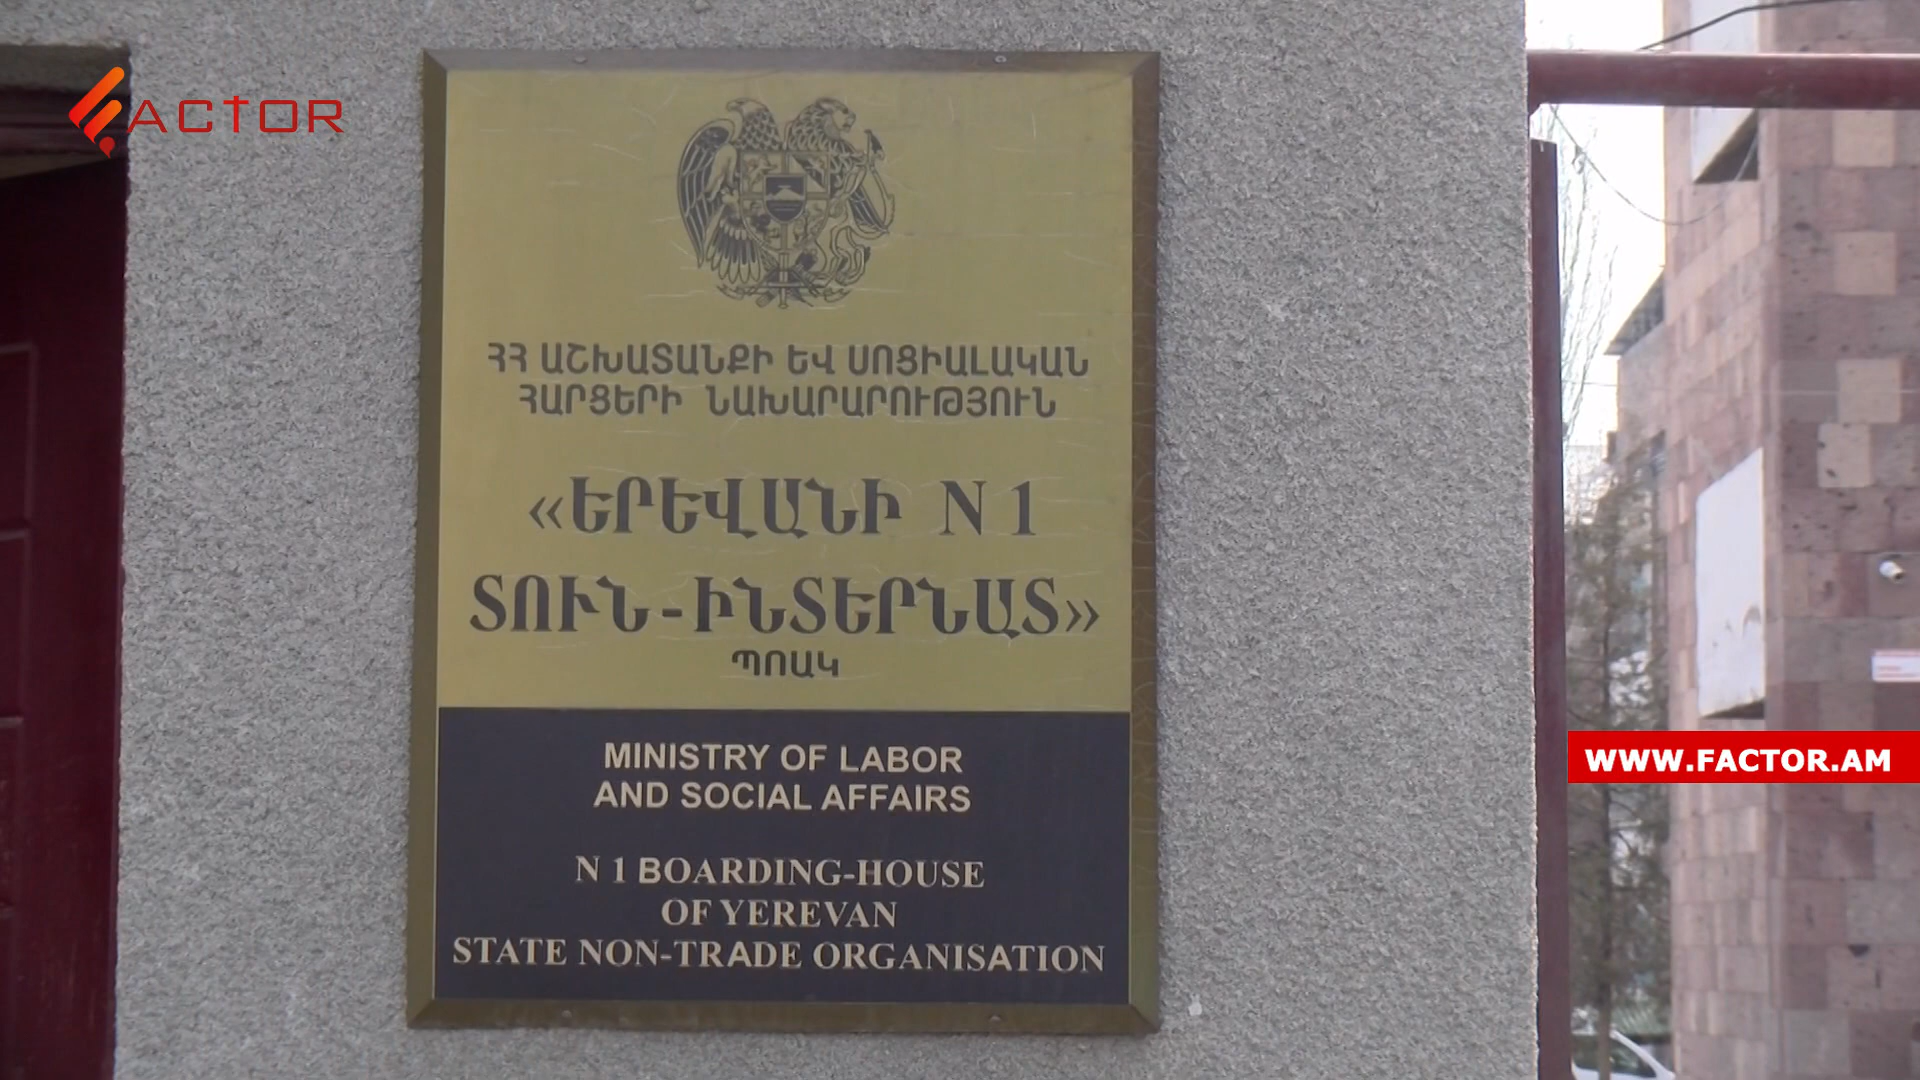 ACTOR
ՀՀ ԱՇԽԱՏԱՆՔԻ ԵՎ ՍՈՑԻԱԼԱԿԱՆ
ՀԱՐՑԵՐԻ ՆԱԽԱՐԱՐՈՒԹՅՈՒՆ
«ԵՐԵՎԱՆԻ N 1
ՏՈՒՆ-ԻՆՏԵՐՆԱՏ»
ՊՈԱԿ
MINISTRY OF LABOR
AND SOCIAL AFFAIRS
N 1 BOARDING-HOUSE
OF YEREVAN
STATE NON-TRADE ORGANISATION
WWW.FACTOR.AM